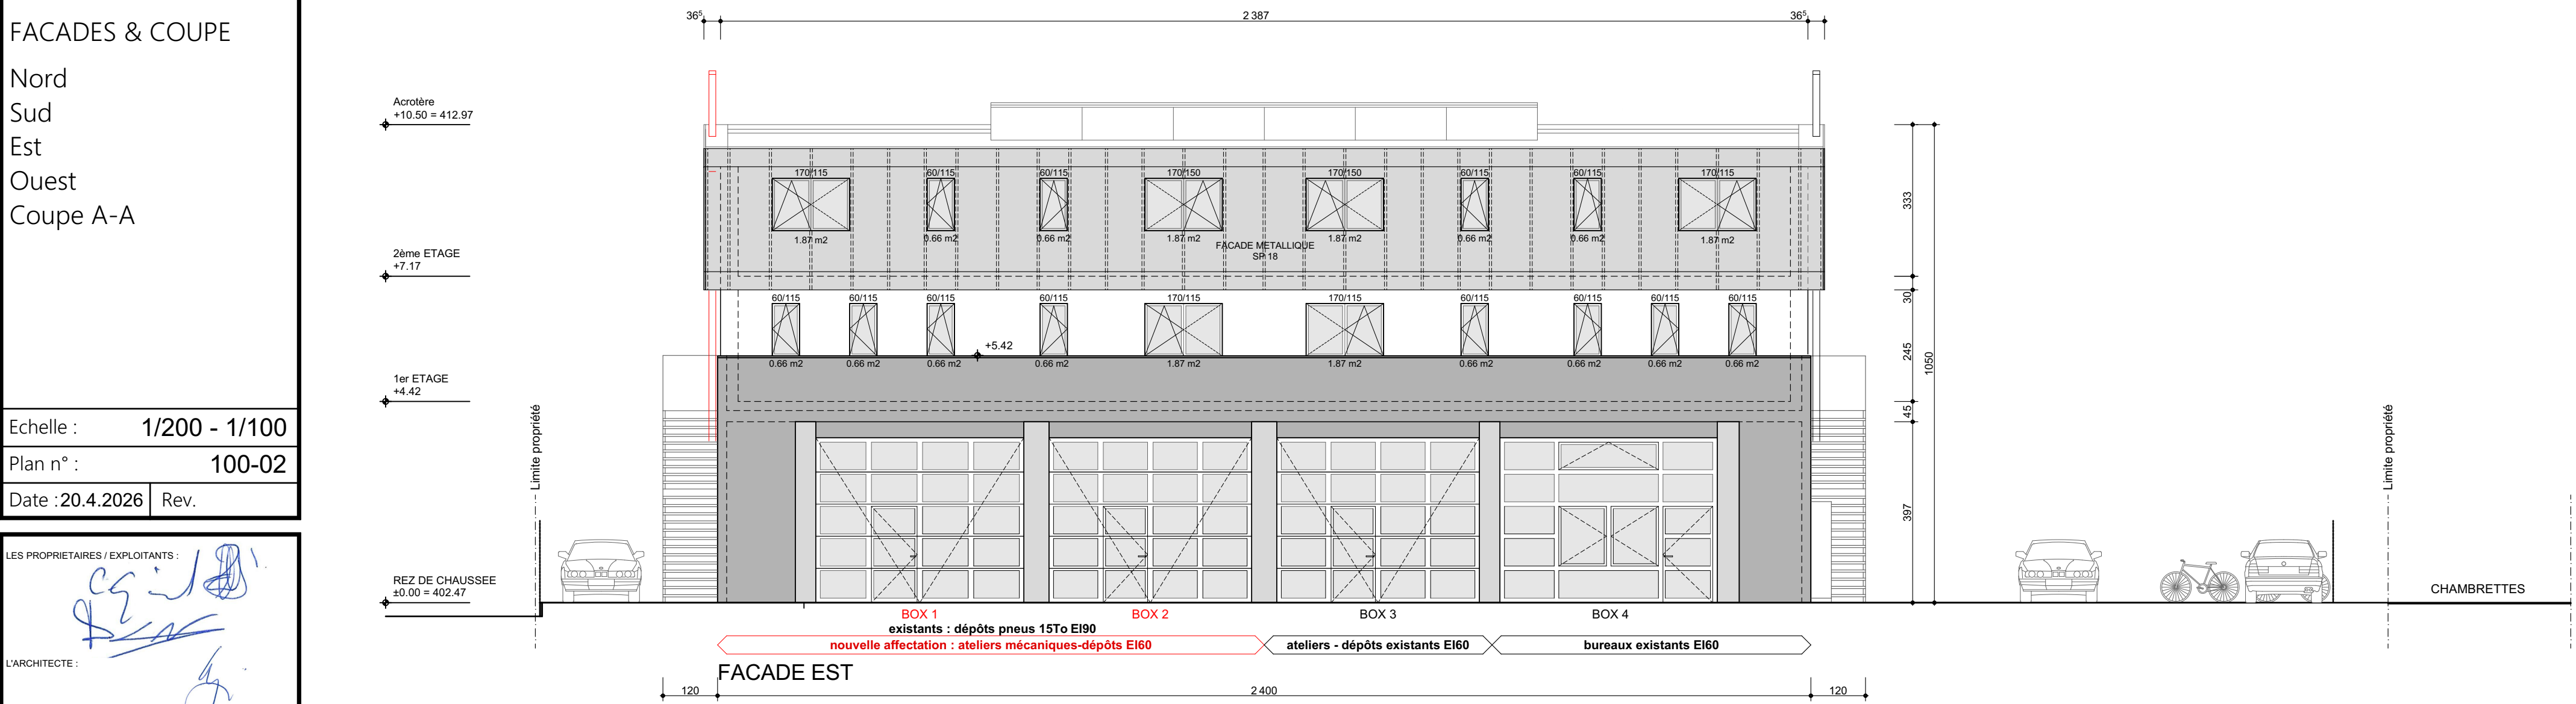 FACADES & COUPE
Nord
Sud
Est
Ouest
Coupe A-A
Echelle : 1/200 - 1/100
Plan n° : 100-02
Date : 20.4.2026 Rev.
LES PROPRIETAIRES / EXPLOITANTS :
L'ARCHITECTE :
36⁵ 2 387 36⁵
Acrotère
+10.50 = 412.97
2ème ETAGE
+7.17
1er ETAGE
+4.42
REZ DE CHAUSSEE
±0.00 = 402.47
Limite propriété
170/115 60/115 60/115 170/150 170/150 60/115 60/115 170/115
1.87 m2 0.66 m2 0.66 m2 1.87 m2 1.87 m2 0.66 m2 0.66 m2 1.87 m2
FACADE METALLIQUE
SP 18
60/115 60/115 60/115 60/115 170/115 170/115 60/115 60/115 60/115 60/115
+5.42
0.66 m2 0.66 m2 0.66 m2 0.66 m2 1.87 m2 1.87 m2 0.66 m2 0.66 m2 0.66 m2 0.66 m2
333
30
245
45
397
1050
Limite propriété
CHAMBRETTES
BOX 1 BOX 2 BOX 3 BOX 4
existants : dépôts pneus 15To EI90
nouvelle affectation : ateliers mécaniques-dépôts EI60
ateliers - dépôts existants EI60
bureaux existants EI60
FACADE EST
120 2 400 120